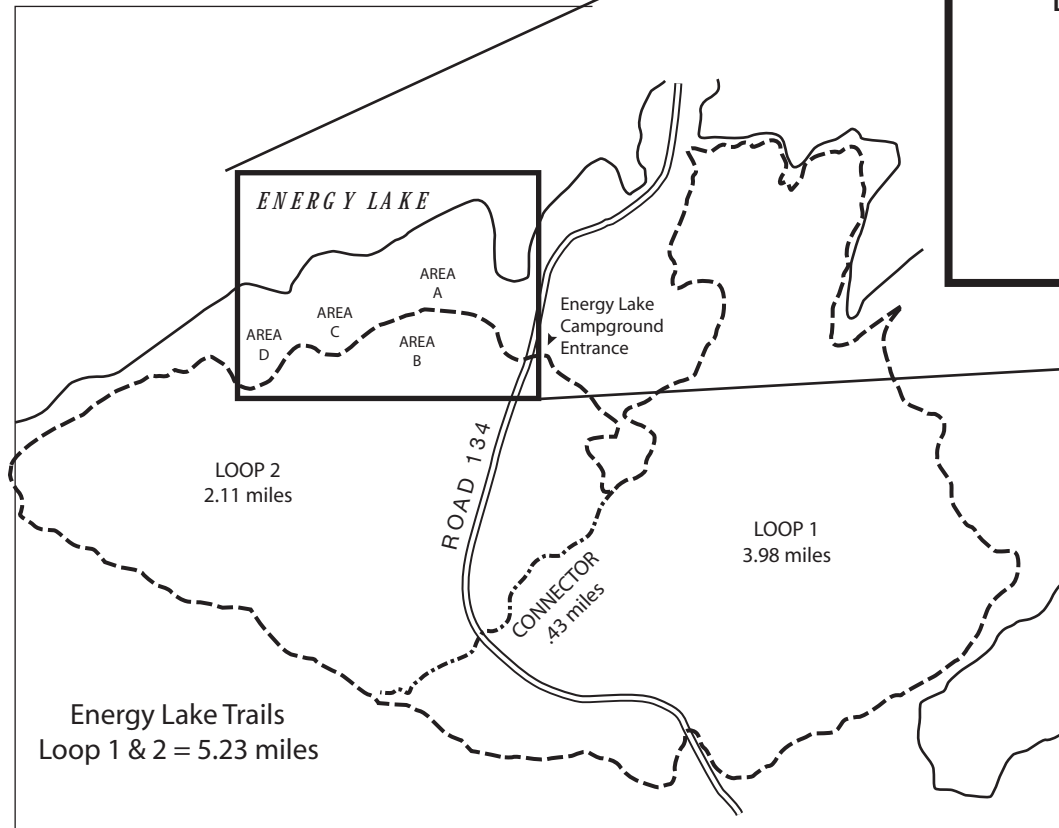 ENERGY LAKE
AREA
A
AREA
C
AREA
D
AREA
B
Energy Lake
Campground
Entrance
ROAD 134
LOOP 2
2.11 miles
LOOP 1
3.98 miles
CONNECTOR
.43 miles
Energy Lake Trails
Loop 1 & 2 = 5.23 miles